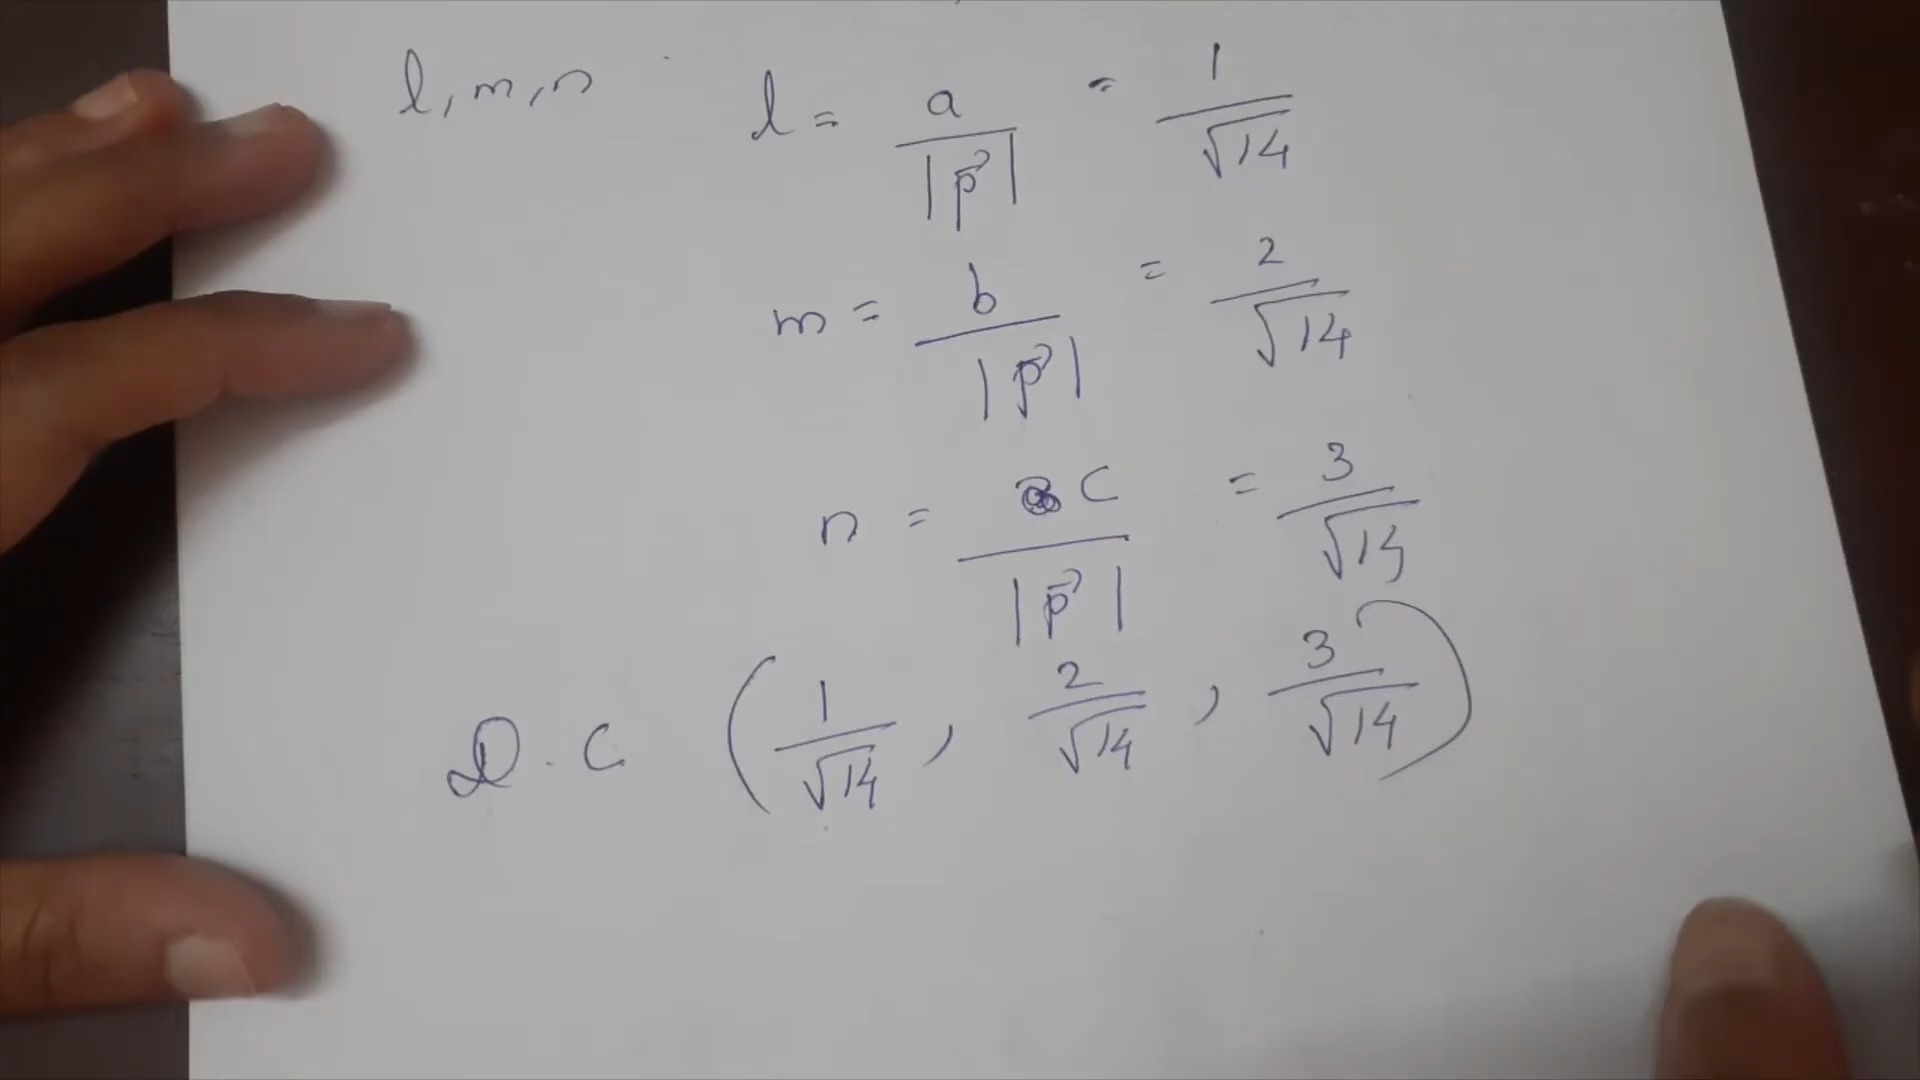 l, m, n   l = a / |p⃗| = 1 / √14
m = b / |p⃗| = 2 / √14
n = c / |p⃗| = 3 / √14
D.C (1/√14, 2/√14, 3/√14)